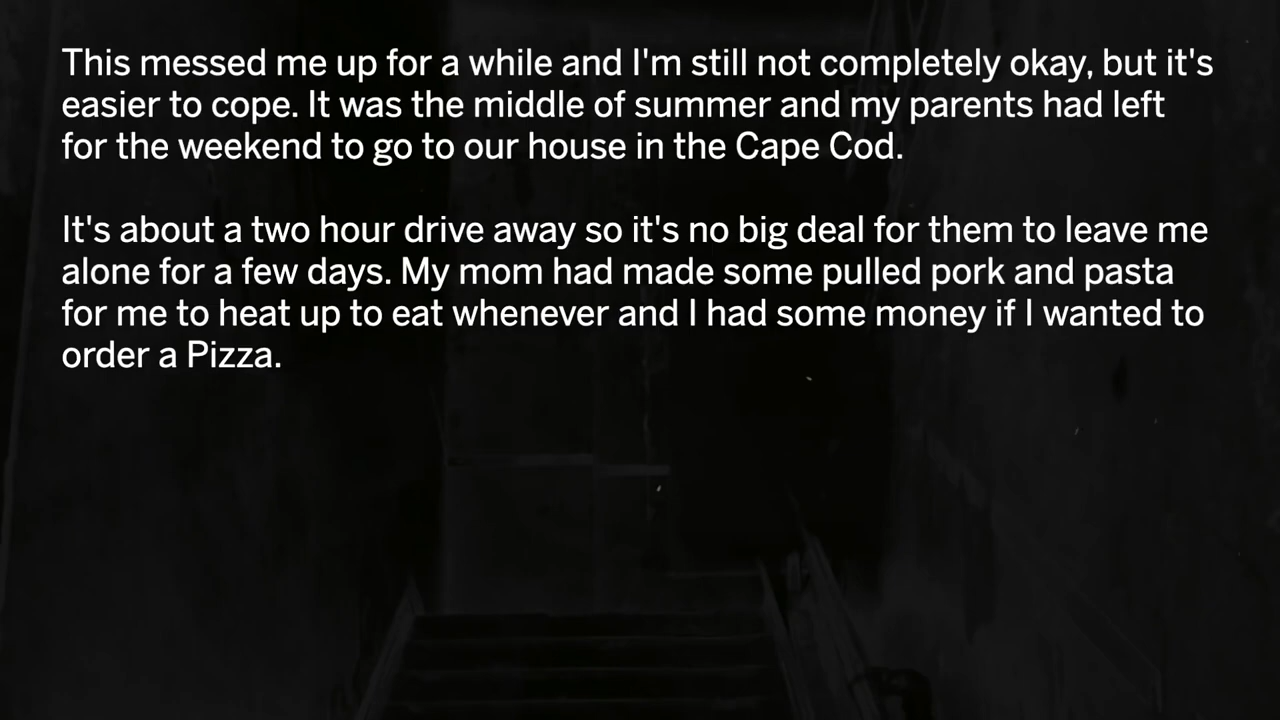 This messed me up for a while and I'm still not completely okay, but it's
easier to cope. It was the middle of summer and my parents had left
for the weekend to go to our house in the Cape Cod.
It's about a two hour drive away so it's no big deal for them to leave me
alone for a few days. My mom had made some pulled pork and pasta
for me to heat up to eat whenever and I had some money if I wanted to
order a Pizza.